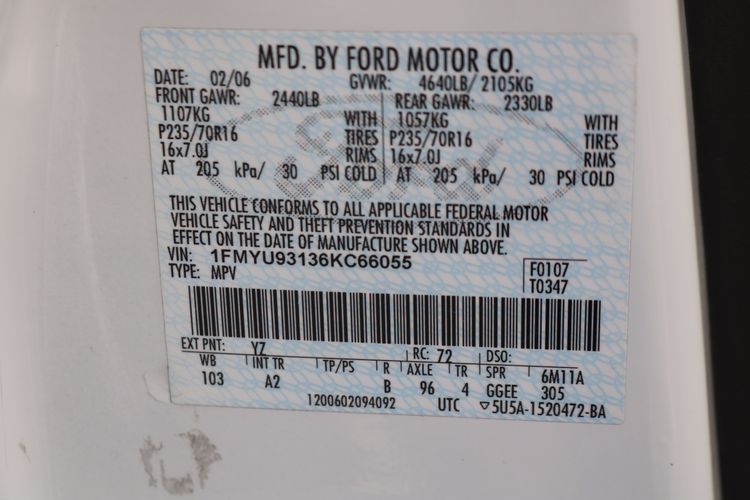 MFD. BY FORD MOTOR CO.
DATE: 02/06 GVWR: 4640LB/ 2105KG
FRONT GAWR: 2440LB REAR GAWR: 2330LB
1107KG WITH 1057KG WITH
P235/70R16 TIRES P235/70R16 TIRES
16x7.0J RIMS 16x7.0J RIMS
AT 205 kPa/ 30 PSI COLD AT 205 kPa/ 30 PSI COLD
Ford
THIS VEHICLE CONFORMS TO ALL APPLICABLE FEDERAL MOTOR
VEHICLE SAFETY AND THEFT PREVENTION STANDARDS IN
EFFECT ON THE DATE OF MANUFACTURE SHOWN ABOVE.
VIN: 1FMYU93136KC66055 F0107
TYPE: MPV T0347
EXT PNT: YZ RC: 72 DSO:
WB INT TR TP/PS R AXLE TR SPR 6M11A
103 A2 B 96 4 GGEE 305
1200602094092 UTC ▽5U5A-1520472-BA